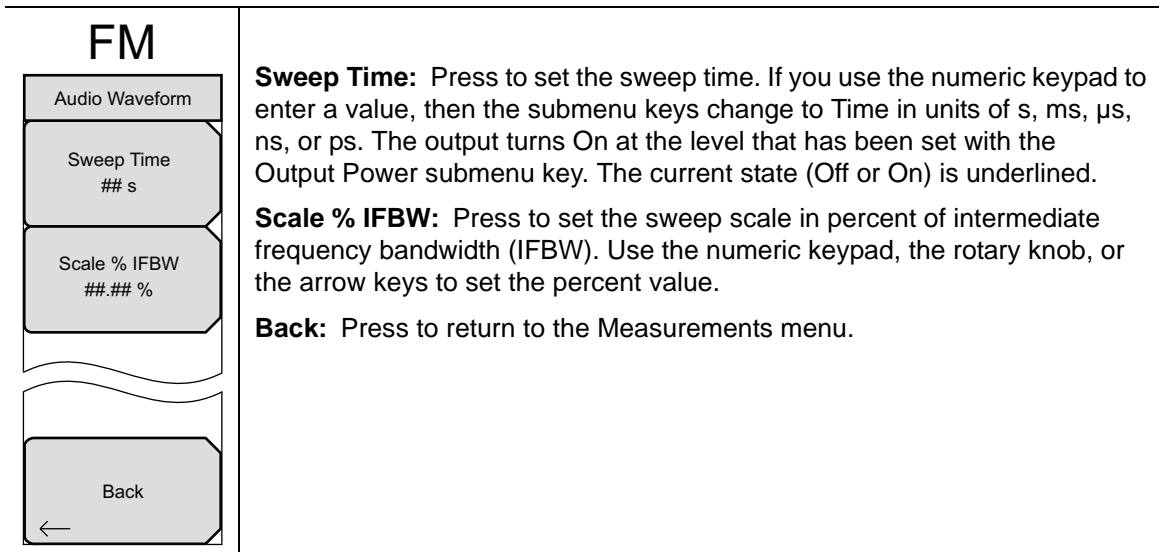 FM
Audio Waveform
Sweep Time
## s
Scale % IFBW
##.## %
Back
Sweep Time: Press to set the sweep time. If you use the numeric keypad to
enter a value, then the submenu keys change to Time in units of s, ms, µs,
ns, or ps. The output turns On at the level that has been set with the
Output Power submenu key. The current state (Off or On) is underlined.
Scale % IFBW: Press to set the sweep scale in percent of intermediate
frequency bandwidth (IFBW). Use the numeric keypad, the rotary knob, or
the arrow keys to set the percent value.
Back: Press to return to the Measurements menu.